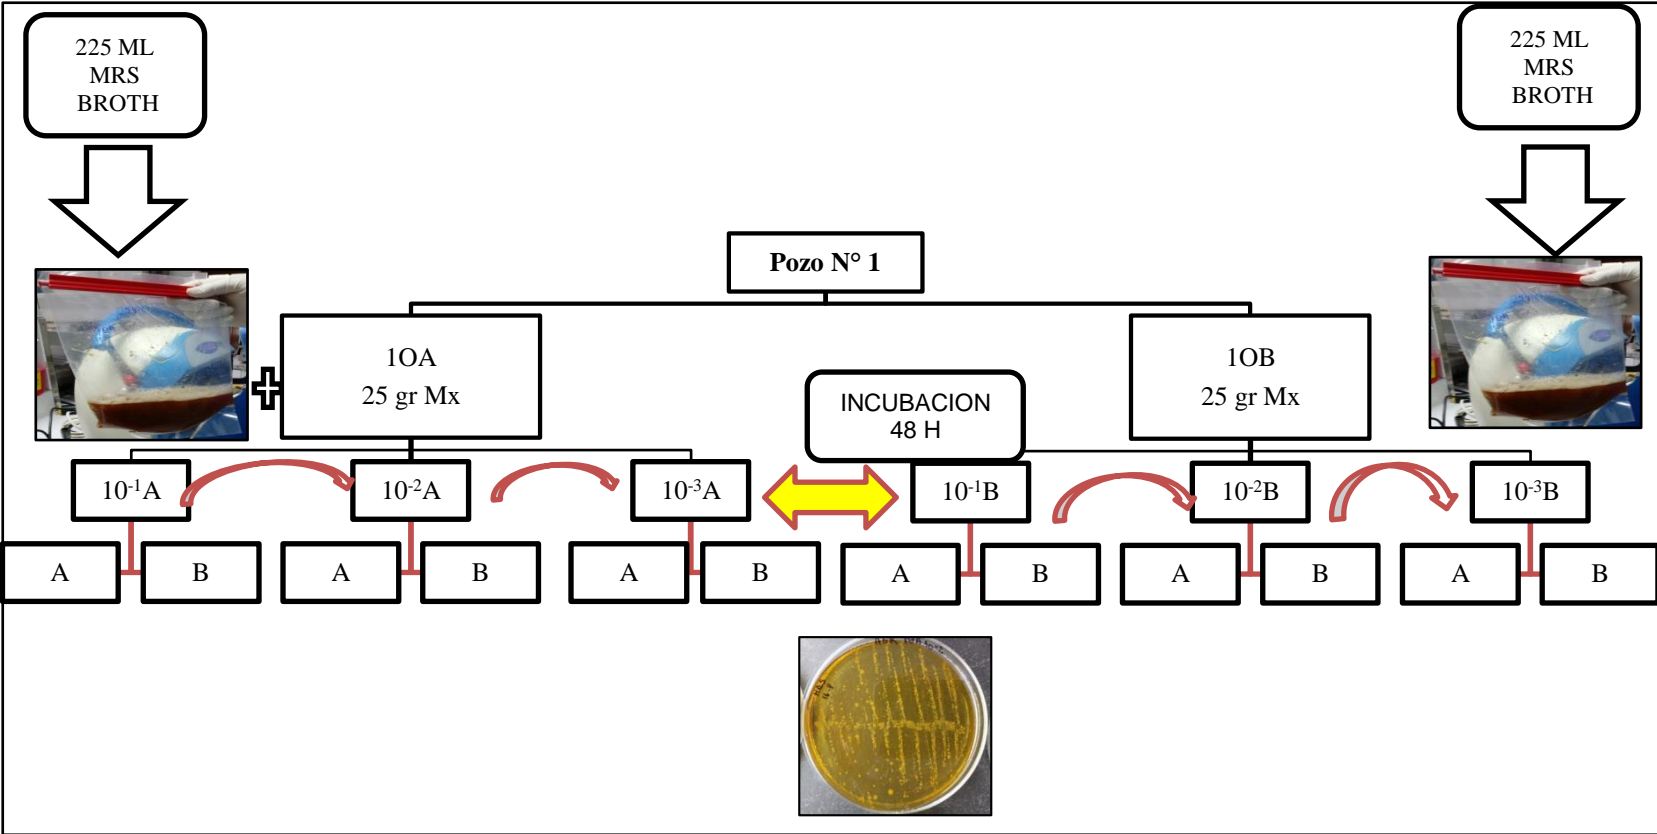 225 ML
MRS
BROTH
225 ML
MRS
BROTH
Pozo N° 1
1OA
25 gr Mx
1OB
25 gr Mx
INCUBACION
48 H
10⁻¹A
10⁻²A
10⁻³A
10⁻¹B
10⁻²B
10⁻³B
A
B
A
B
A
B
A
B
A
B
A
B